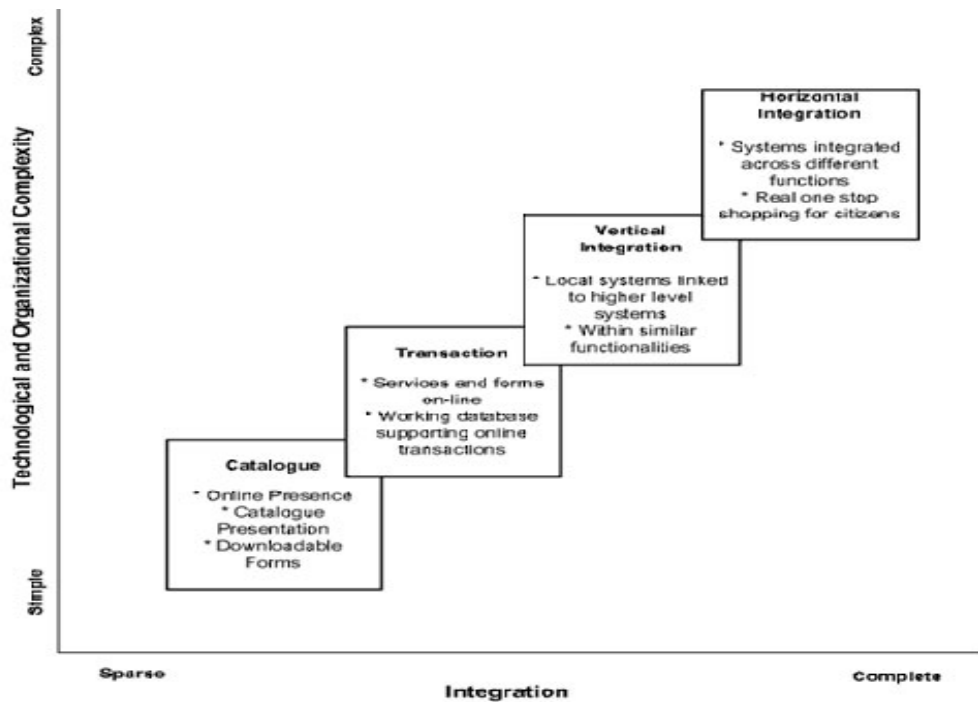 Complex
Technological and Organizational Complexity
Simple
Horizontal
Integration
* Systems integrated
across different
functions
* Real one stop
shopping for citizens
Vertical
Integration
* Local systems linked
to higher level
systems
* Within similar
functionalities
Transaction
* Services and forms
on-line
* Working database
supporting online
transactions
Catalogue
* Online Presence
* Catalogue
Presentation
* Downloadable
Forms
Sparse
Integration
Complete